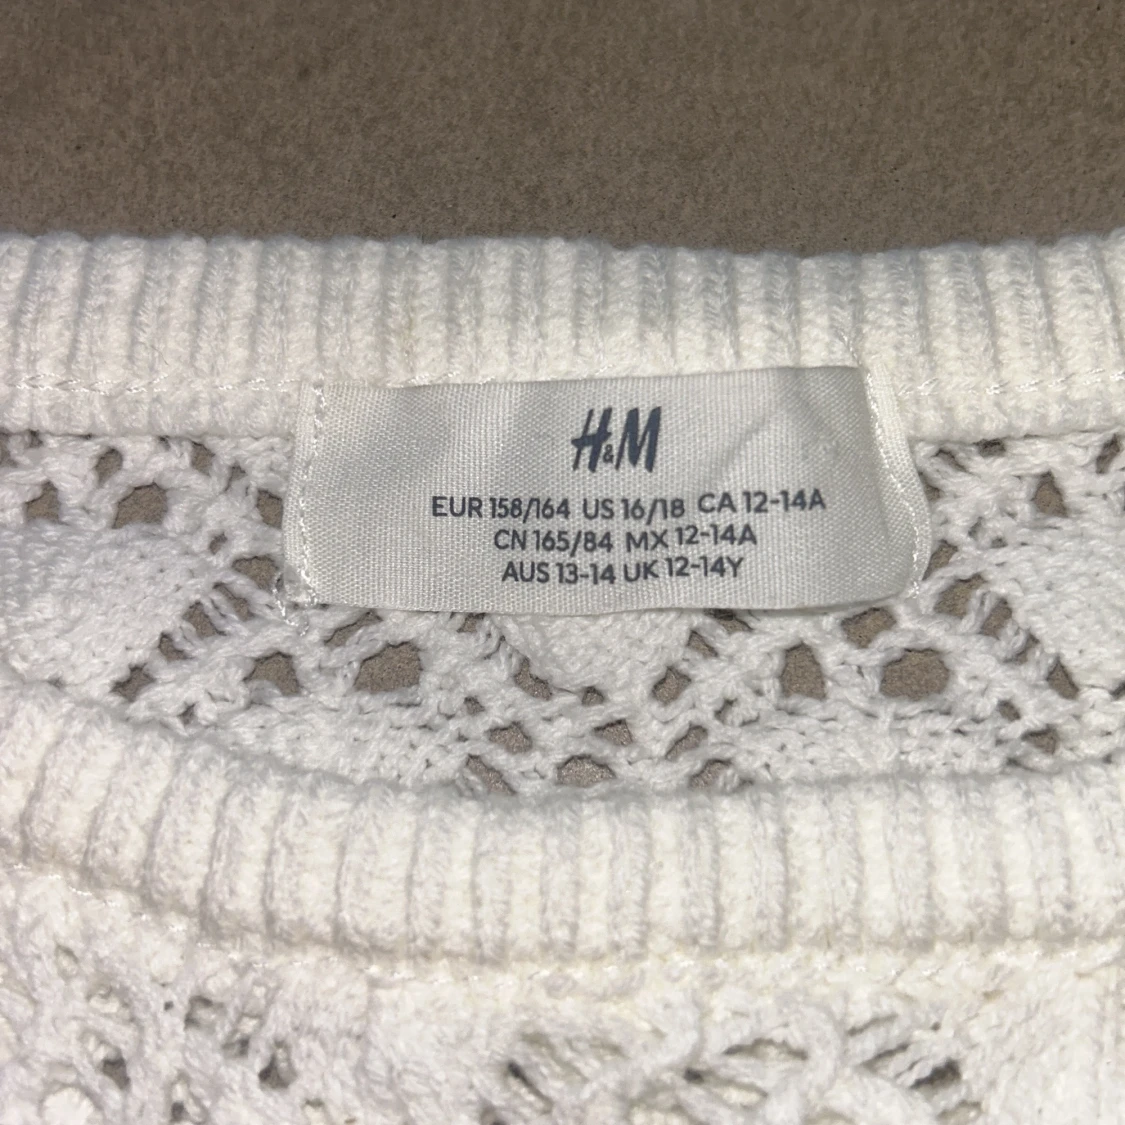 H&M
EUR 158/164 US 16/18 CA 12-14A
CN 165/84 MX 12-14A
AUS 13-14 UK 12-14Y